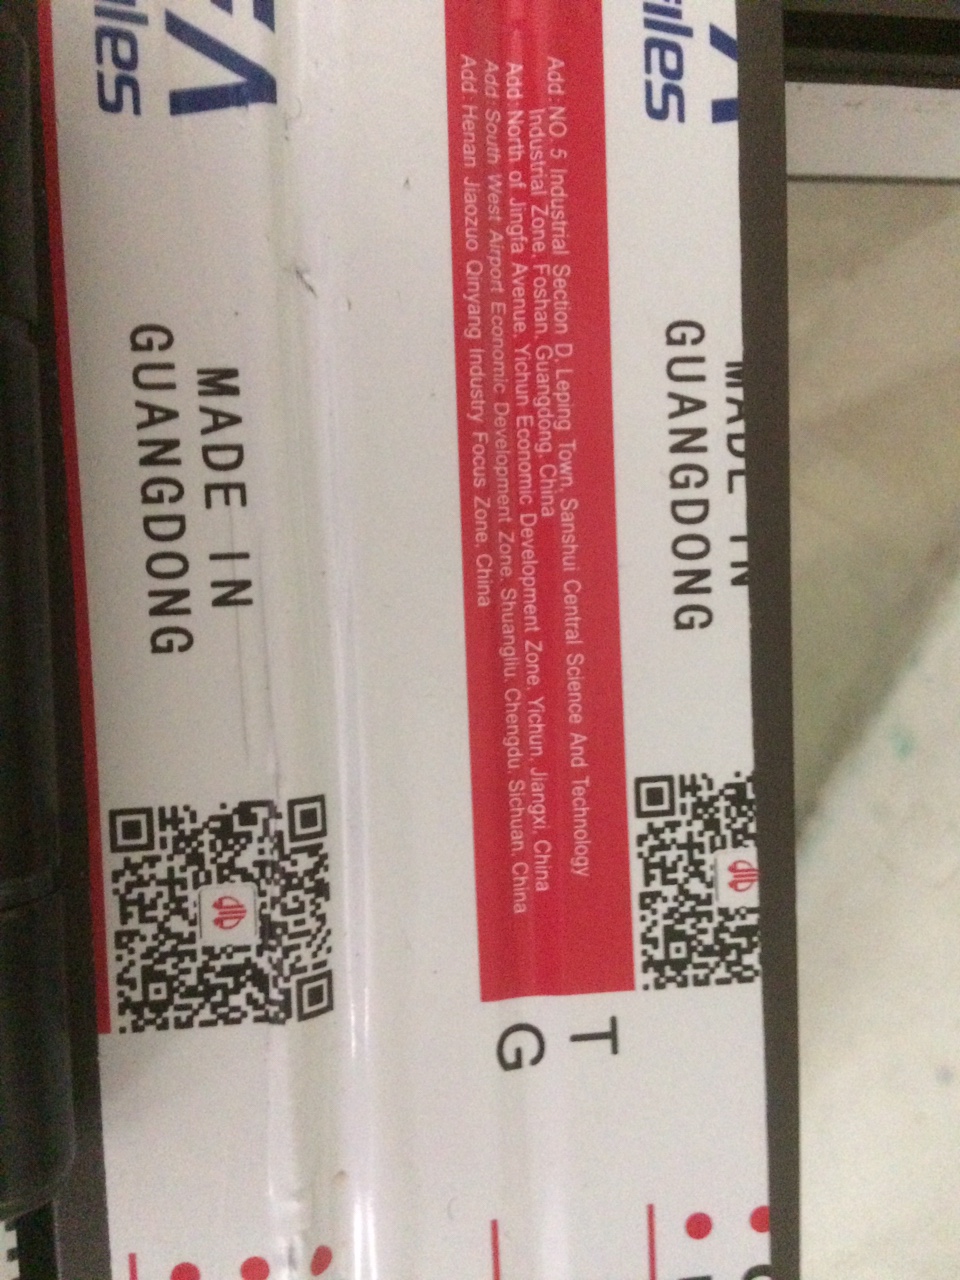 MADE IN
GUANGDONG
Add: NO. 5 Industrial Section D, Leping Town, Sanshui Central Science And Technology
Industrial Zone, Foshan, Guangdong, China
Add: North of Jingfa Avenue, Yichun Economic Development Zone, Yichun, Jiangxi, China
Add: South West Airport Economic Development Zone, Shuangliu, Chengdu, Sichuan, China
Add: Henan Jiaozuo Qinyang Industry Focus Zone, China
T
G
MADE IN
GUANGDONG